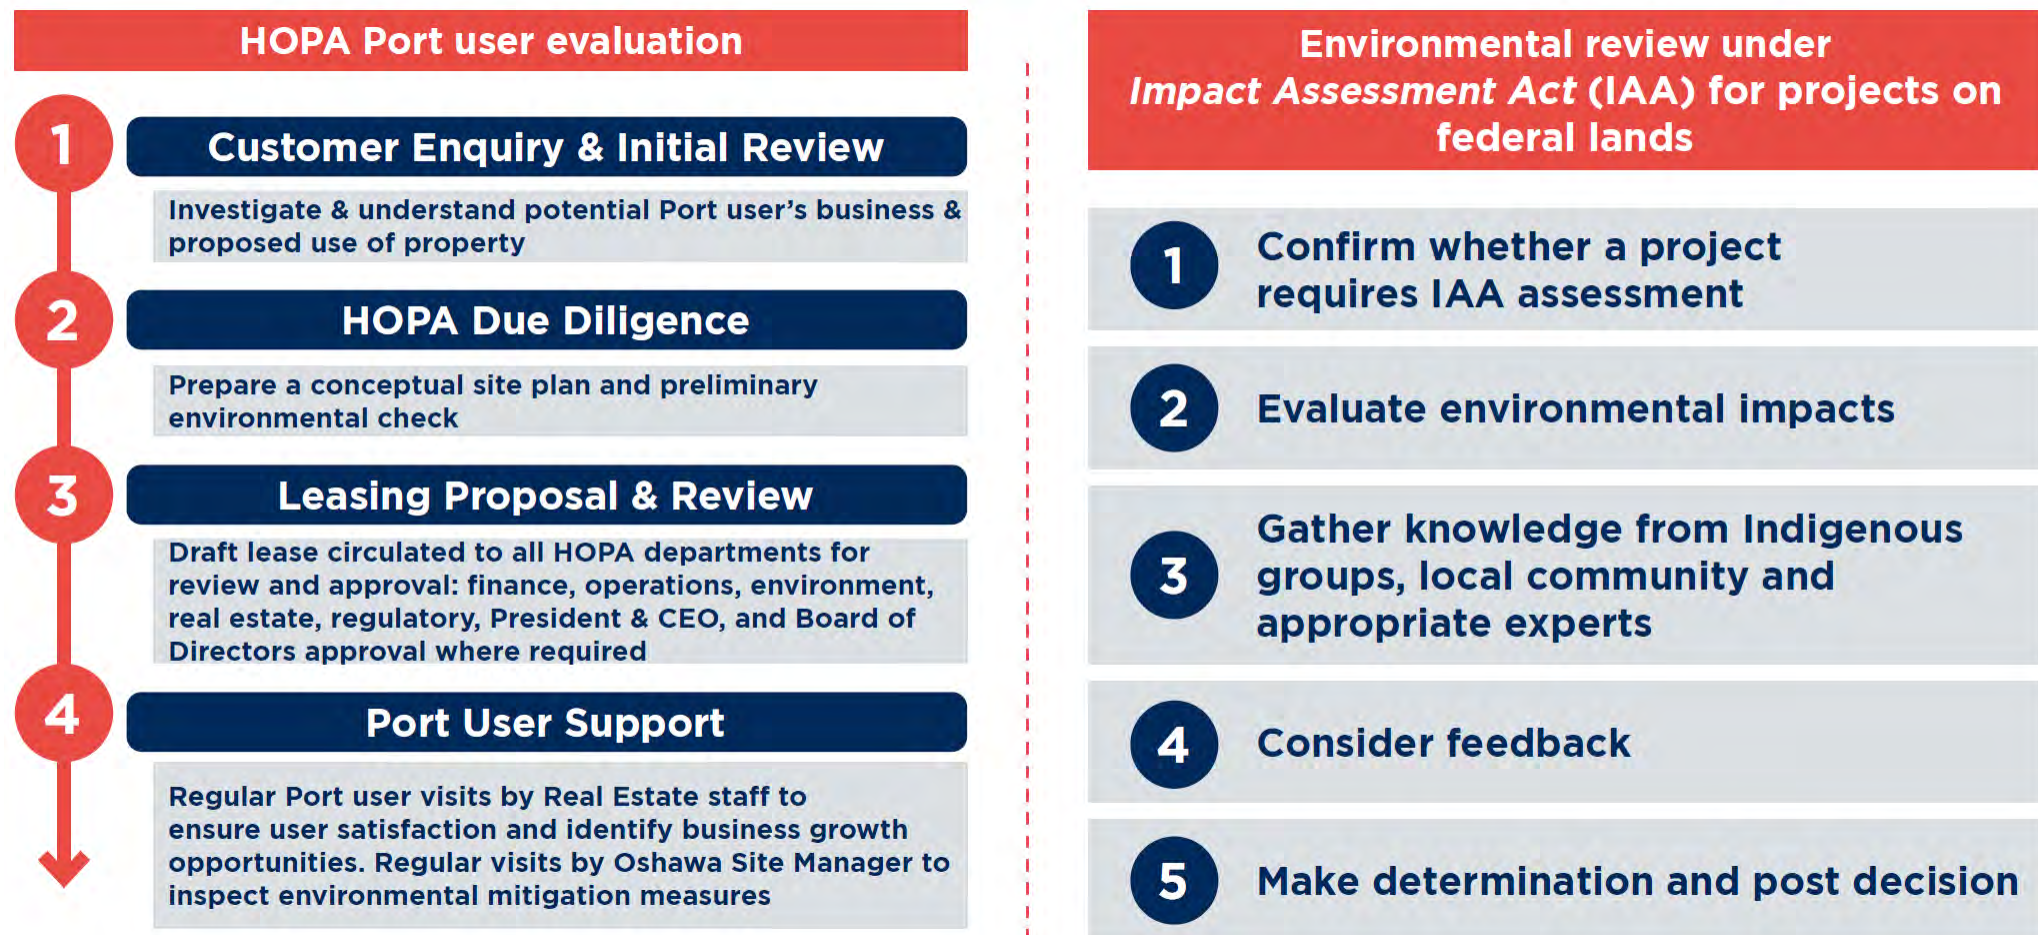 HOPA Port user evaluation
1
Customer Enquiry & Initial Review
Investigate & understand potential Port user's business &
proposed use of property
2
HOPA Due Diligence
Prepare a conceptual site plan and preliminary
environmental check
3
Leasing Proposal & Review
Draft lease circulated to all HOPA departments for
review and approval: finance, operations, environment,
real estate, regulatory, President & CEO, and Board of
Directors approval where required
4
Port User Support
Regular Port user visits by Real Estate staff to
ensure user satisfaction and identify business growth
opportunities. Regular visits by Oshawa Site Manager to
inspect environmental mitigation measures
Environmental review under
Impact Assessment Act (IAA) for projects on
federal lands
1
Confirm whether a project
requires IAA assessment
2
Evaluate environmental impacts
3
Gather knowledge from Indigenous
groups, local community and
appropriate experts
4
Consider feedback
5
Make determination and post decision